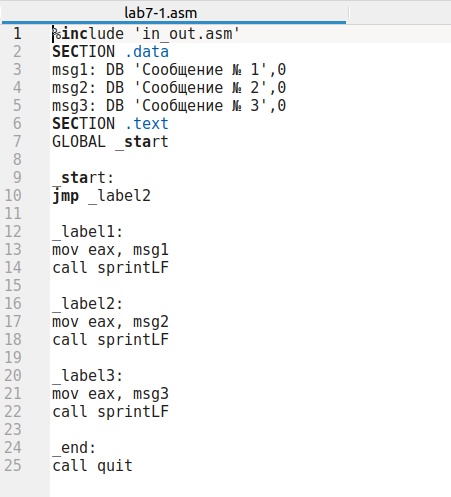 lab7-1.asm
1 %include 'in_out.asm'
2 SECTION .data
3 msg1: DB 'Сообщение № 1',0
4 msg2: DB 'Сообщение № 2',0
5 msg3: DB 'Сообщение № 3',0
6 SECTION .text
7 GLOBAL _start
8
9 _start:
10 jmp _label2
11
12 _label1:
13 mov eax, msg1
14 call sprintLF
15
16 _label2:
17 mov eax, msg2
18 call sprintLF
19
20 _label3:
21 mov eax, msg3
22 call sprintLF
23
24 _end:
25 call quit